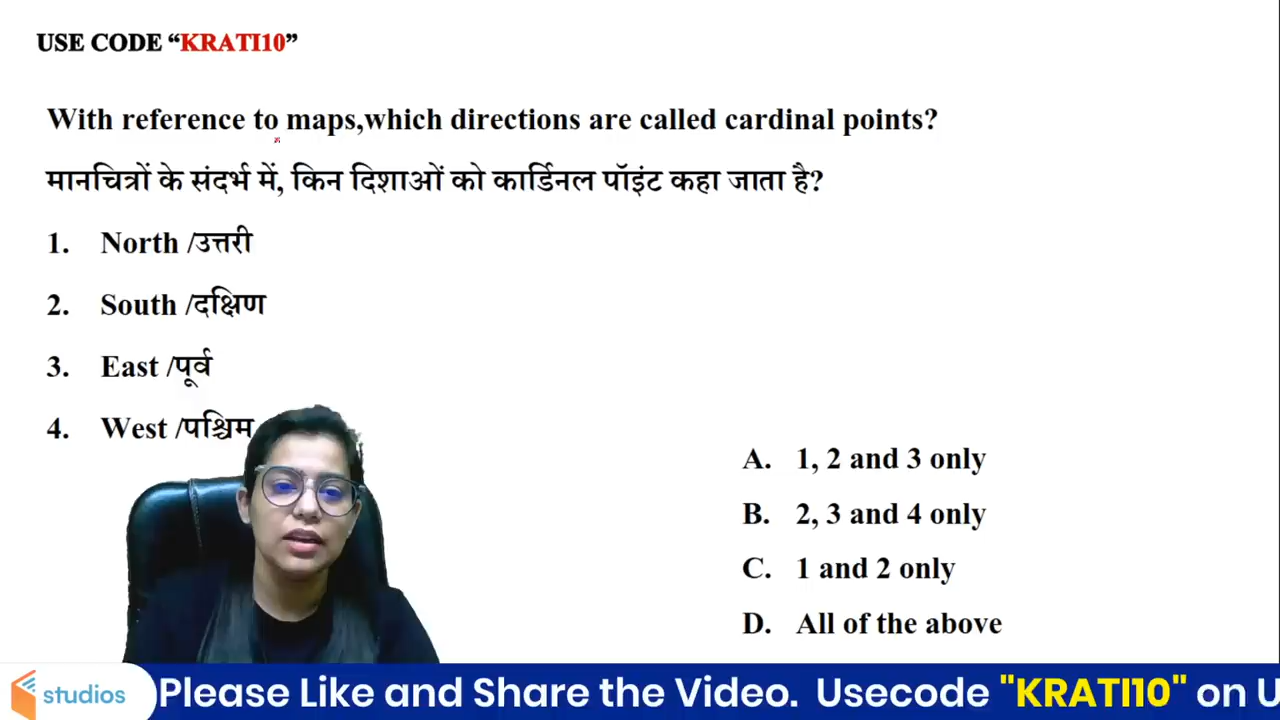 USE CODE “KRATI10”
With reference to maps,which directions are called cardinal points?
मानचित्रों के संदर्भ में, किन दिशाओं को कार्डिनल पॉइंट कहा जाता है?
1. North /उत्तरी
2. South /दक्षिण
3. East /पूर्व
4. West /पश्चिम
A. 1, 2 and 3 only
B. 2, 3 and 4 only
C. 1 and 2 only
D. All of the above
studios Please Like and Share the Video. Usecode "KRATI10" on U